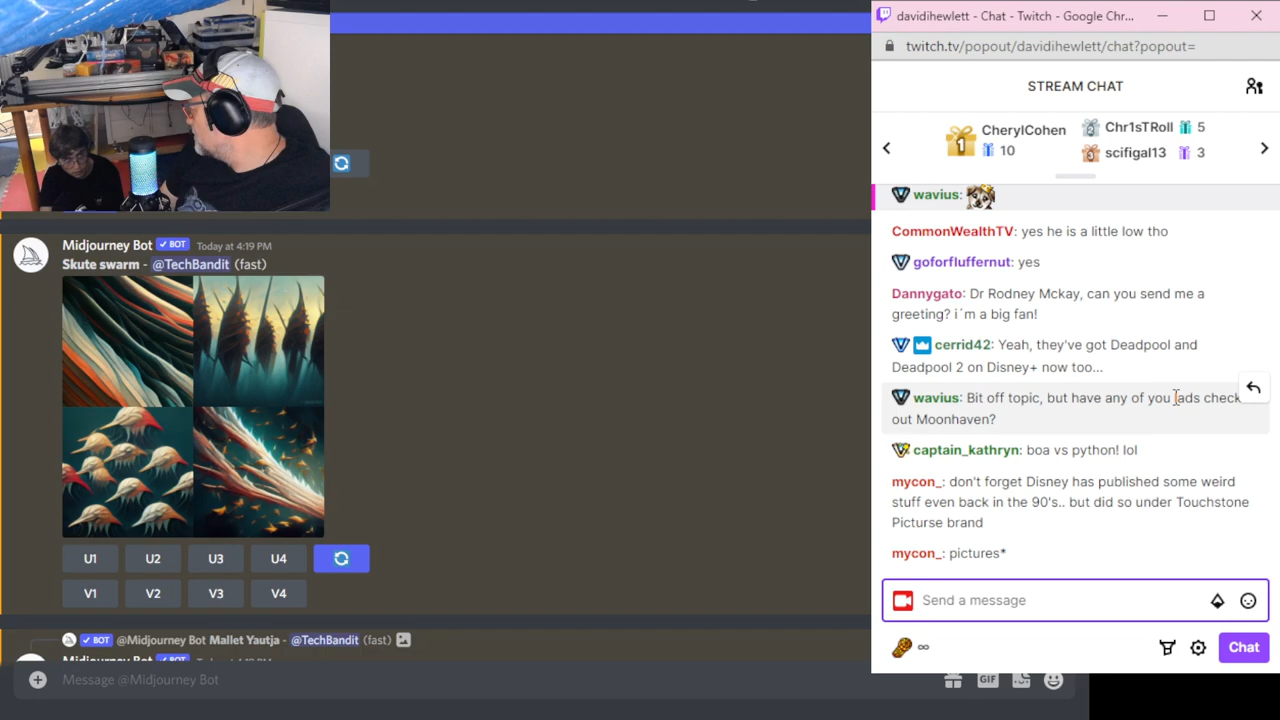 davidihewlett - Chat - Twitch - Google Chr...
twitch.tv/popout/davidihewlett/chat?popout=
STREAM CHAT
1 CherylCohen
10
2 Chr1sTRoll 5
3 scifigal13 3
wavius:
CommonWealthTV: yes he is a little low tho
goforfluffernut: yes
Dannygato: Dr Rodney Mckay, can you send me a
greeting? i´m a big fan!
cerrid42: Yeah, they've got Deadpool and
Deadpool 2 on Disney+ now too...
wavius: Bit off topic, but have any of you ads check
out Moonhaven?
captain_kathryn: boa vs python! lol
mycon_: don't forget Disney has published some weird
stuff even back in the 90's.. but did so under Touchstone
Picturse brand
mycon_: pictures*
Send a message
∞
Chat
Midjourney Bot ✓ BOT Today at 4:19 PM
Skute swarm - @TechBandit (fast)
U1 U2 U3 U4
V1 V2 V3 V4
✓ BOT @Midjourney Bot Mallet Yautja - @TechBandit (fast)
Message @Midjourney Bot
GIF